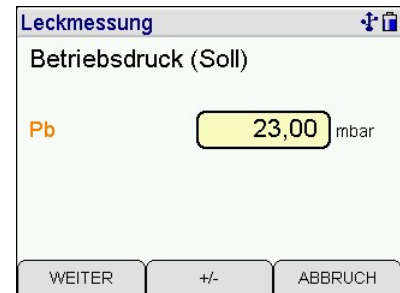 Leckmessung
Betriebsdruck (Soll)
Pb 23,00 mbar
WEITER +/- ABBRUCH